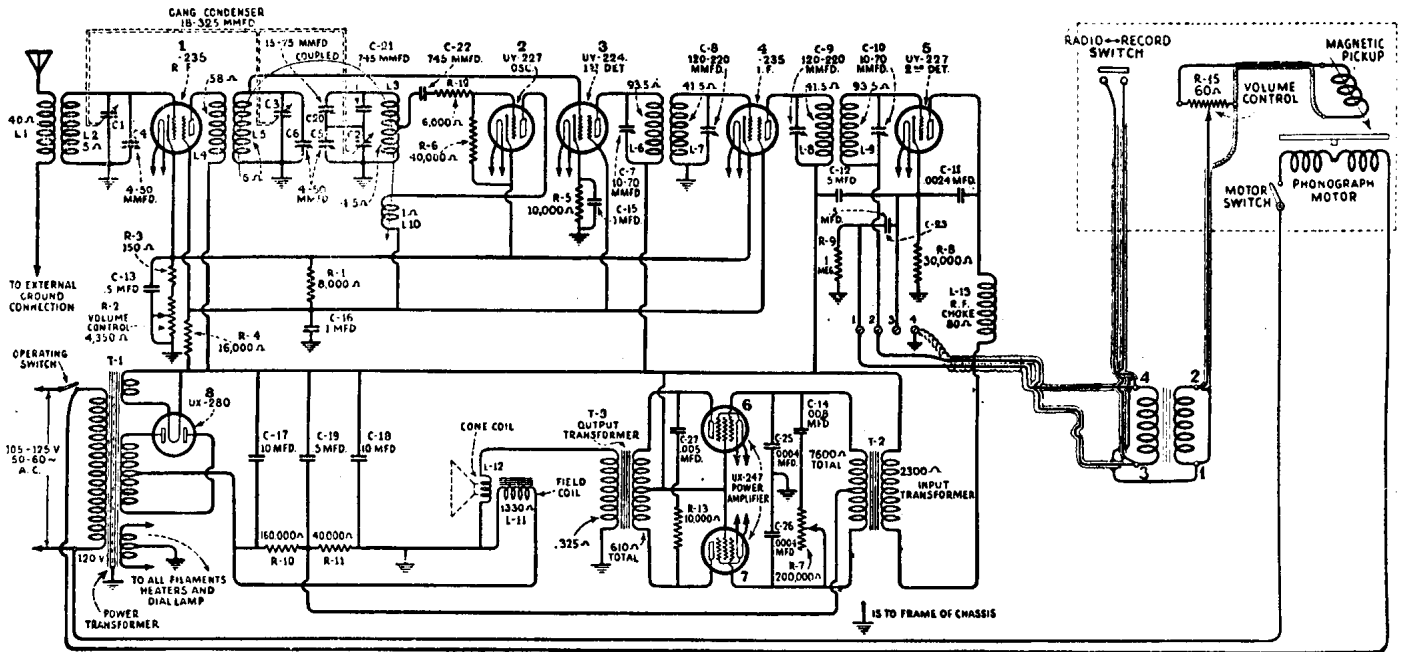 GANG CONDENSER
18-325 MMFD
15-75 MMFD
COUPLED
C-21
745 MMFD
C-22
745 MMFD.
R-12
6,000Ω
1
-235
R
58Ω
2
UY-227
OSC.
3
UY-224
1ST DET.
C-8
120-220
MMFD.
4
-235
I.F.
C-9
120-220
MMFD.
C-10
10-70
MMFD.
5
UY-227
2ND DET.
RADIO↔RECORD
SWITCH
MAGNETIC
PICKUP
R-15
60Ω
VOLUME
CONTROL
40Ω
L1
L2
5Ω
C1
C4
L4
L5
C3
C6
C20
C5
L3
93.5Ω
41.5Ω
41.5Ω
93.5Ω
R-6
40,000Ω
L-6
L-7
L-8
L-9
4-50
MMFD.
6Ω
4-50
MMFD
4.5Ω
1Ω
L10
R-5
10,000Ω
C-7
10-70
MMFD
C-15
.1 MFD.
C-12
.5 MFD
C-11
.0024 MFD.
MFD.
C-23
R-9
1
MEG.
R-8
30,000Ω
L-13
R.F.
CHOKE
80Ω
MOTOR
SWITCH
PHONOGRAPH
MOTOR
R-3
150Ω
C-13
.5 MFD
R-2
VOLUME
CONTROL
4,350Ω
R-1
8,000Ω
C-16
.1 MFD
R-4
16,000Ω
TO EXTERNAL
GROUND
CONNECTION
1 2 3 4
OPERATING
SWITCH
T-1
8
UX-280
105-125 V
50-60~
A.C.
120 V
C-17
10 MFD.
C-19
.5 MFD.
C-18
10 MFD
CONE COIL
L-12
FIELD
COIL
1330Ω
L-11
T-3
OUTPUT
TRANSFORMER
C-27
.005
MFD.
6
UX-247
POWER
AMPLIFIER
7
C-14
.008
MFD
C-25
.0004
MFD.
C-26
.0004
MFD
7600Ω
TOTAL
T-2
2300Ω
INPUT
TRANSFORMER
R-13
10,000Ω
R-7
200,000Ω
160,000Ω
R-10
40,000Ω
R-11
.325Ω
610Ω
TOTAL
TO ALL FILAMENTS
HEATERS AND
DIAL LAMP
POWER
TRANSFORMER
IS TO FRAME OF CHASSIS
4
2
3
1